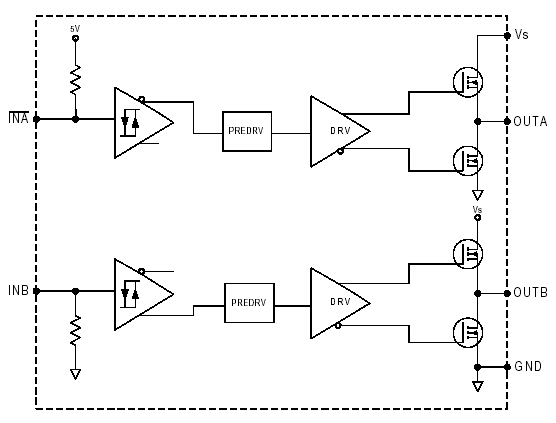 5V
Vs
INA
PREDRV
DRV
OUTA
Vs
INB
PREDRV
DRV
OUTB
GND